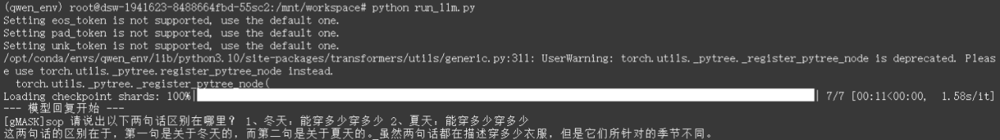 (qwen_env) root@dsw-1941623-8488664fbd-55sc2:/mnt/workspace# python run_llm.py
Setting eos_token is not supported, use the default one.
Setting pad_token is not supported, use the default one.
Setting unk_token is not supported, use the default one.
/opt/conda/envs/qwen_env/lib/python3.10/site-packages/transformers/utils/generic.py:311: UserWarning: torch.utils._pytree._register_pytree_node is deprecated. Pleas
e use torch.utils._pytree.register_pytree_node instead.
  torch.utils._pytree._register_pytree_node(
Loading checkpoint shards: 100%|| 7/7 [00:11<00:00,  1.58s/it]
--- 模型回复开始 ---
[gMASK]sop 请说出以下两句话区别在哪里？ 1、冬天：能穿多少穿多少 2、夏天：能穿多少穿多少
这两句话的区别在于，第一句是关于冬天的，而第二句是关于夏天的。虽然两句话都在描述穿多少衣服，但是它们所针对的季节不同。